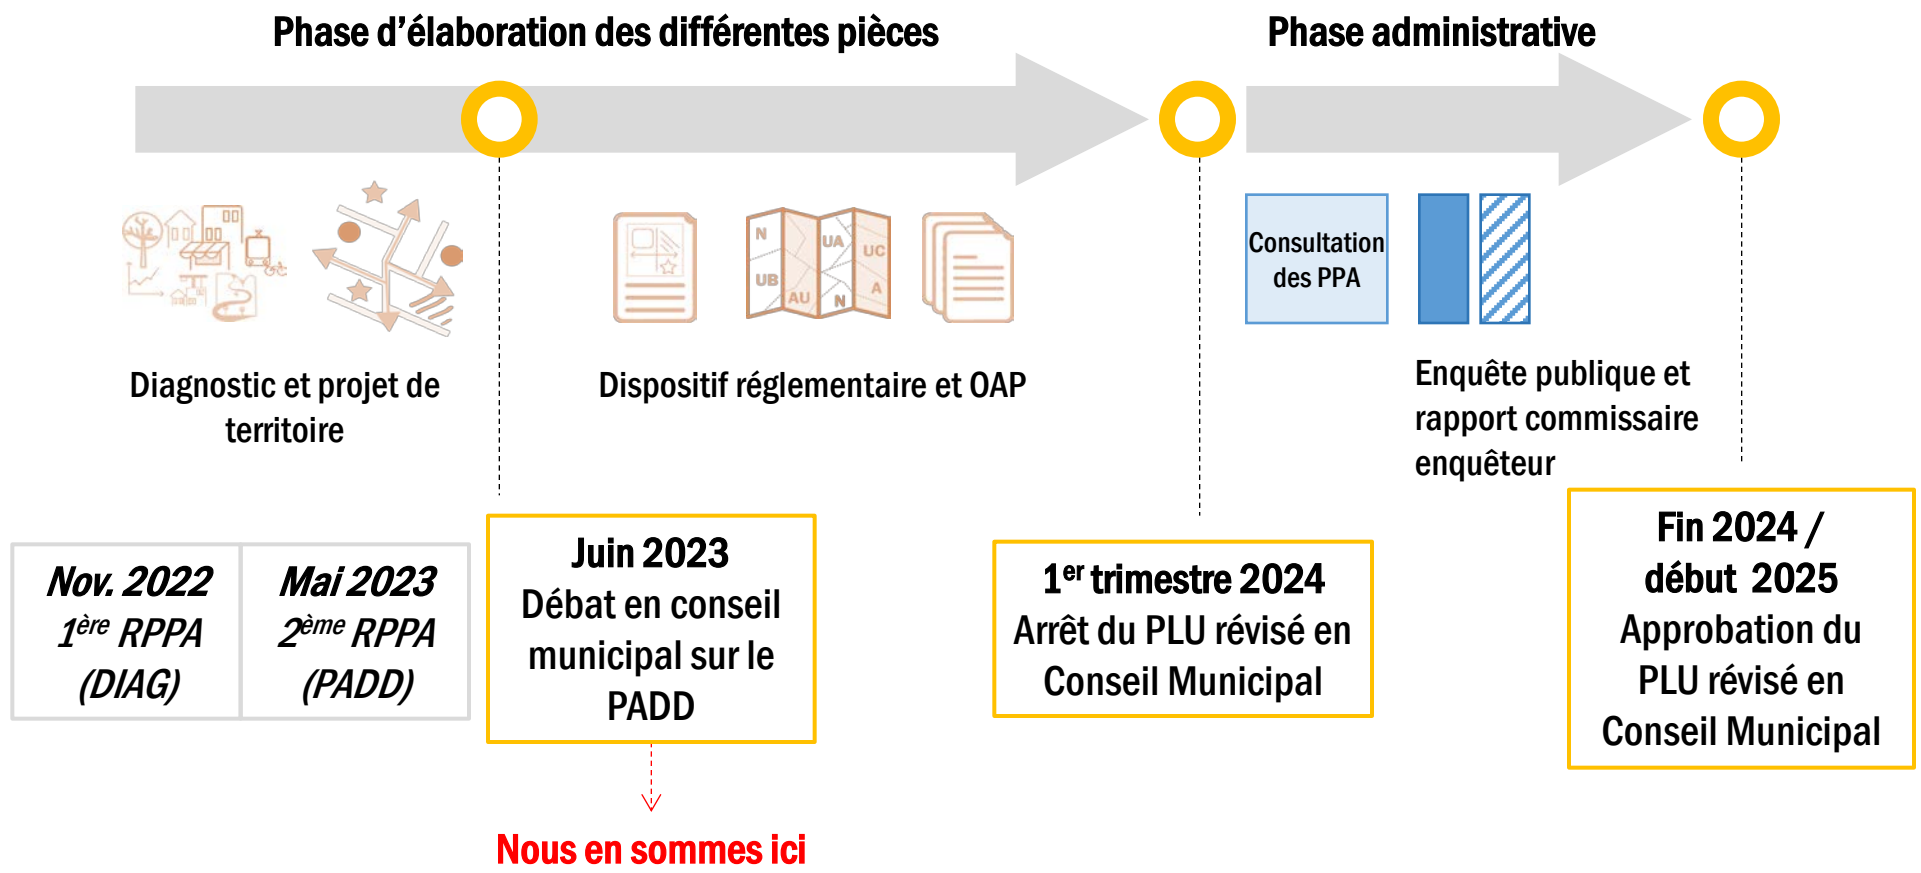 Phase d’élaboration des différentes pièces
Phase administrative
N
UB
AU
UA
N
UC
A
Consultation
des PPA
Diagnostic et projet de
territoire
Dispositif réglementaire et OAP
Enquête publique et
rapport commissaire
enquêteur
Nov. 2022
1ère RPPA
(DIAG)
Mai 2023
2ème RPPA
(PADD)
Juin 2023
Débat en conseil
municipal sur le
PADD
1er trimestre 2024
Arrêt du PLU révisé en
Conseil Municipal
Fin 2024 /
début 2025
Approbation du
PLU révisé en
Conseil Municipal
Nous en sommes ici